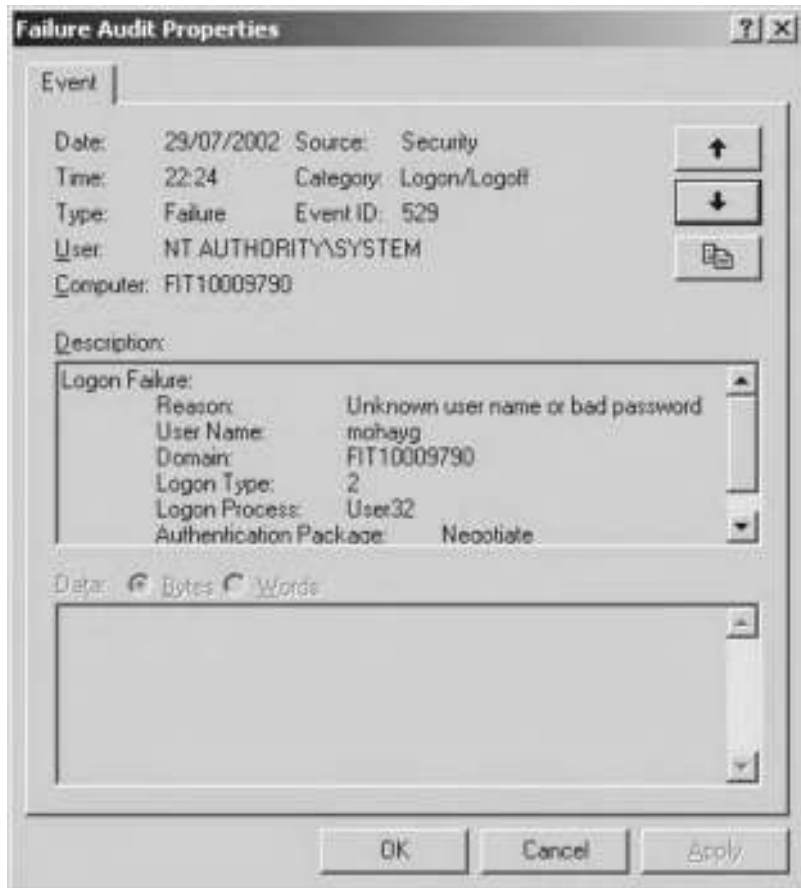 Failure Audit Properties
Event
Date: 29/07/2002 Source: Security
Time: 22:24 Category: Logon/Logoff
Type: Failure Event ID: 529
User: NT AUTHORITY\SYSTEM
Computer: FIT10009790
Description:
Logon Failure:
Reason: Unknown user name or bad password
User Name: mohayg
Domain: FIT10009790
Logon Type: 2
Logon Process: User32
Authentication Package: Negotiate
Data: Bytes Words
OK Cancel Apply